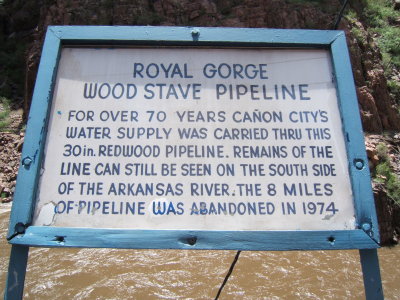 ROYAL GORGE
WOOD STAVE PIPELINE
FOR OVER 70 YEARS CAÑON CITY'S
WATER SUPPLY WAS CARRIED THRU THIS
30 in. REDWOOD PIPELINE. REMAINS OF THE
LINE CAN STILL BE SEEN ON THE SOUTH SIDE
OF THE ARKANSAS RIVER. THE 8 MILES
OF PIPELINE WAS ABANDONED IN 1974